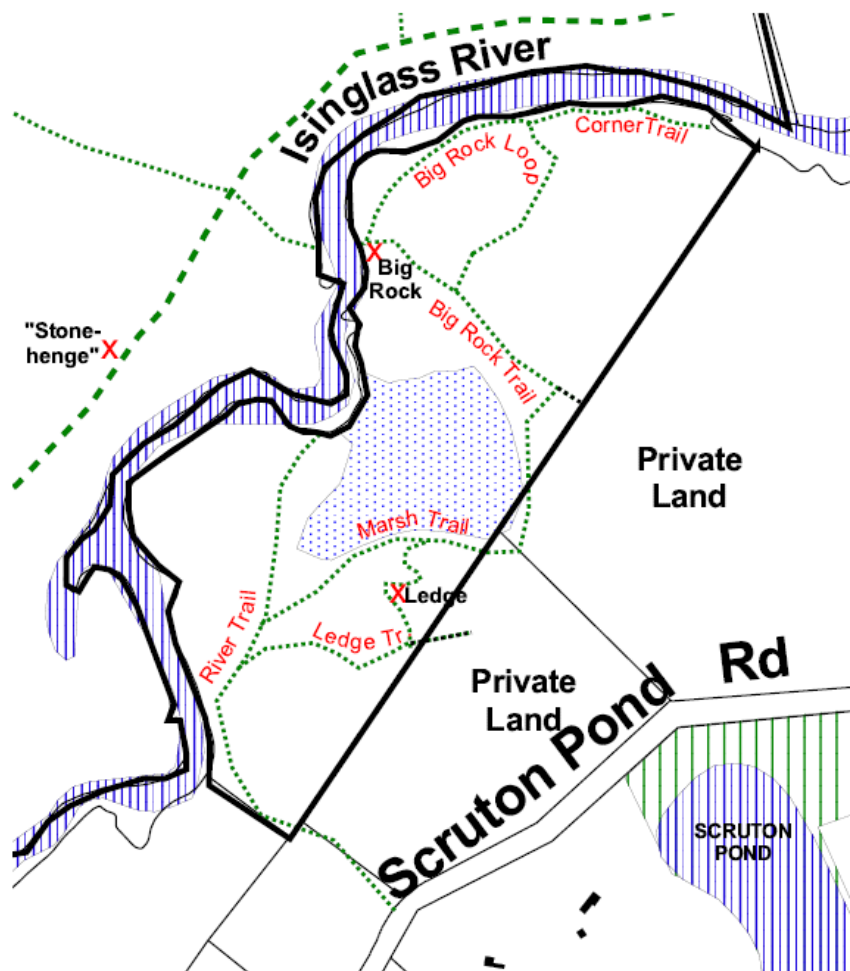 Isinglass River
CornerTrail
Big Rock Loop
Big
Rock
"Stone-
henge"
Big Rock Trail
Private
Land
Marsh Trail
Ledge
River Trail
Ledge Tr.
Private
Land
Scruton Pond Rd
SCRUTON
POND